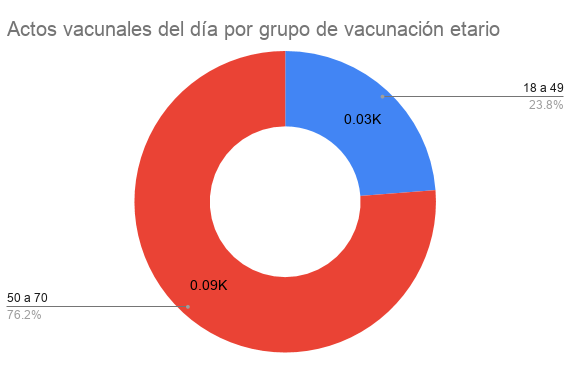 Actos vacunales del día por grupo de vacunación etario
18 a 49
23.8%
0.03K
0.09K
50 a 70
76.2%